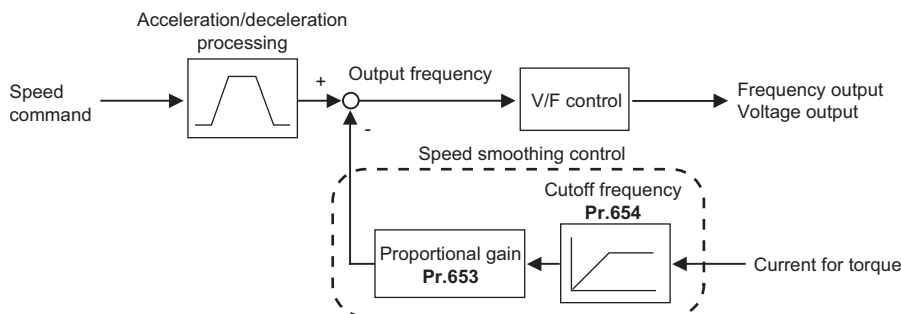 Acceleration/deceleration
processing
Speed
command
+
Output frequency
-
V/F control
Frequency output
Voltage output
Speed smoothing control
Cutoff frequency
Pr.654
Proportional gain
Pr.653
Current for torque